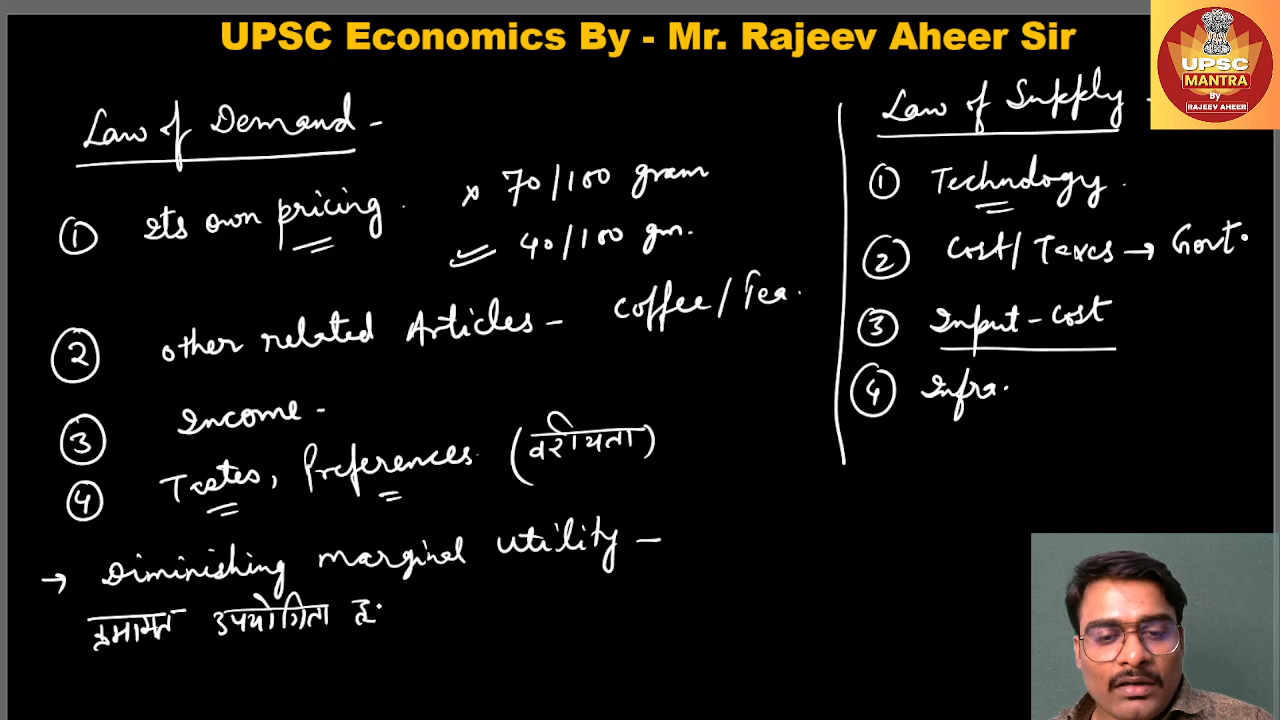 UPSC Economics By - Mr. Rajeev Aheer Sir
UPSC
MANTRA
By
RAJEEV AHEER
Law of Demand -
① Its own pricing. × 70/100 gram
✓ 40/100 gm.
② other related Articles - Coffee/Tea.
③ Income -
④ Tastes, Preferences (वरीयता)
→ Diminishing marginal utility -
उपयोगिता
Law of Supply -
① Technology.
② Cost/Taxes → Govt.
③ Input-cost
④ Infra.